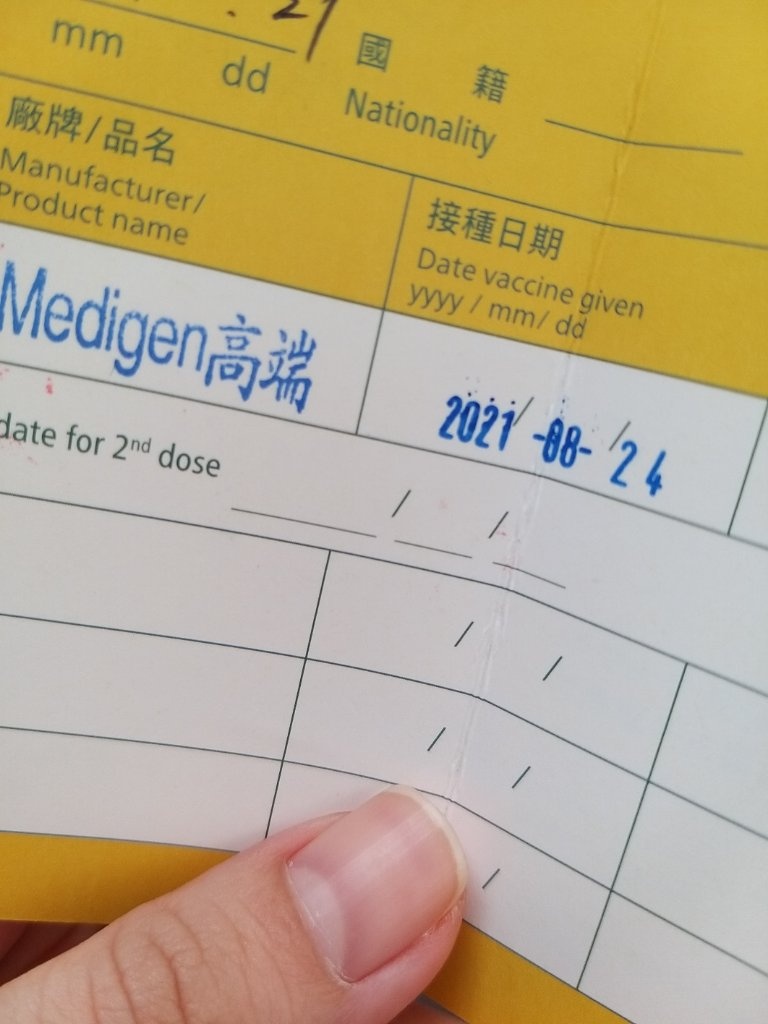 . 29
mm dd
國 籍
Nationality
廠牌/品名
Manufacturer/
Product name
接種日期
Date vaccine given
yyyy / mm/ dd
Medigen高端
2021/-08-/24
date for 2nd dose
/ /
/ /
/ /
/